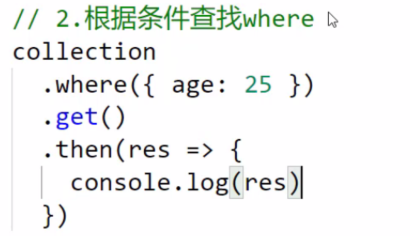 // 2.根据条件查找where
collection
.where({ age: 25 })
.get()
.then(res => {
console.log(res)
})